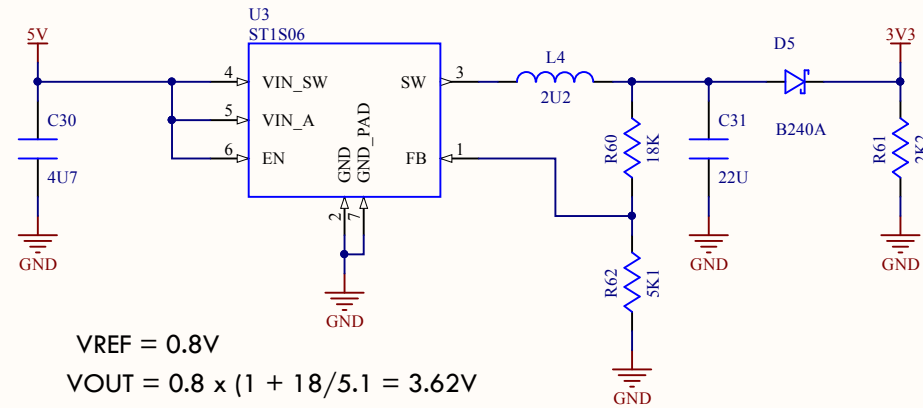 U3
ST1S06
5V
4
VIN_SW
5
VIN_A
6
EN
C30
4U7
GND
GND
GND_PAD
2
7
GND
SW
3
FB
1
L4
2U2
R60
18K
R62
5K1
GND
C31
22U
GND
D5
B240A
3V3
R61
2K2
GND
VREF = 0.8V
VOUT = 0.8 x (1 + 18/5.1 = 3.62V